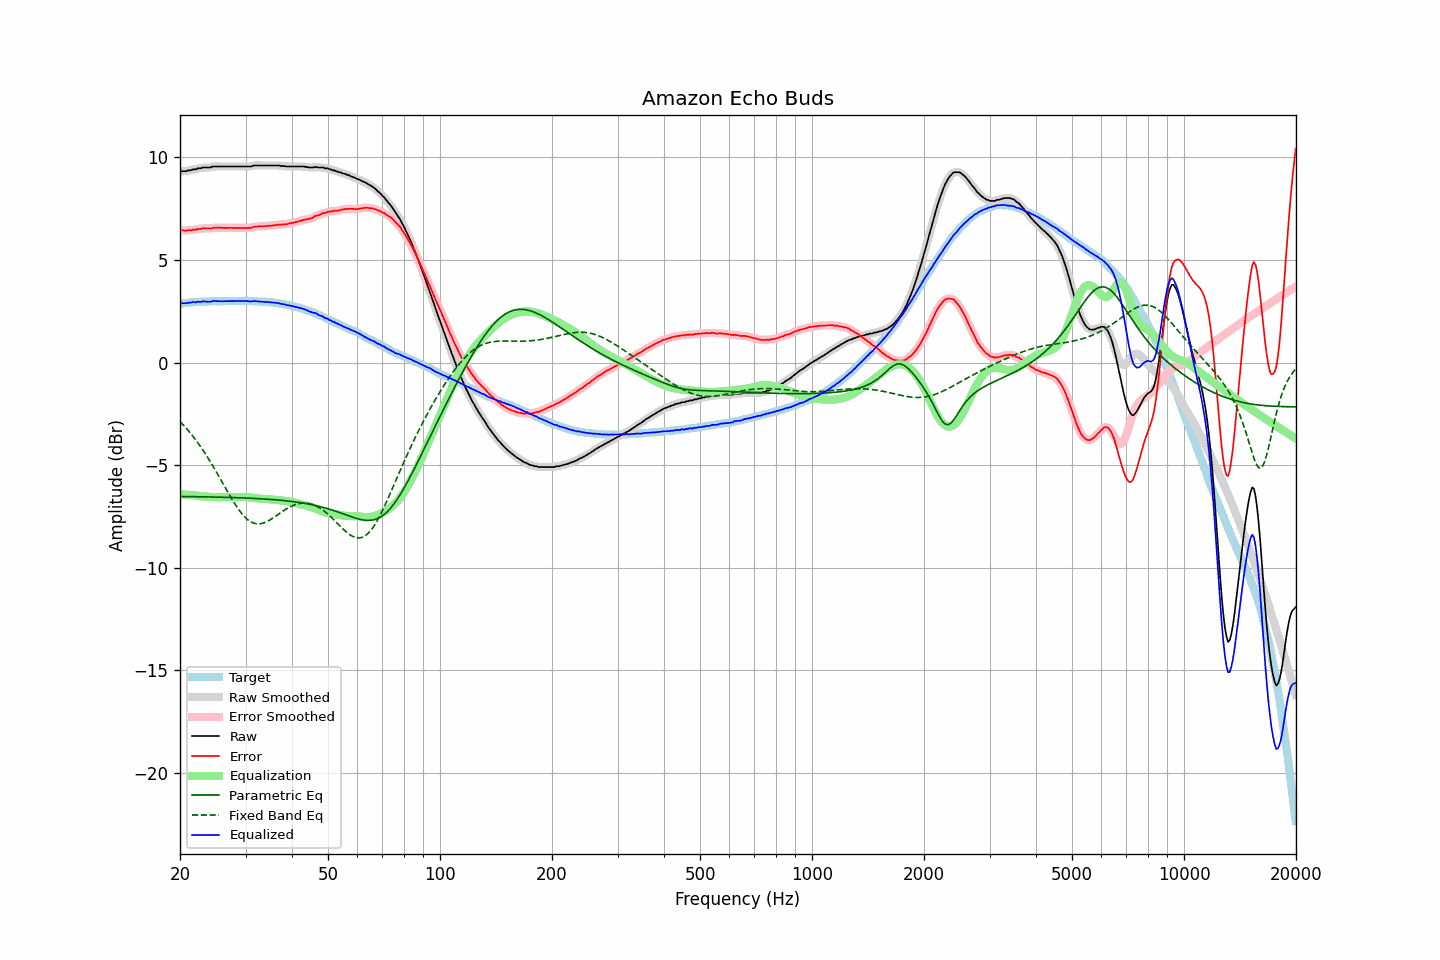 Amazon Echo Buds
Amplitude (dBr)
10
5
0
−5
−10
−15
−20
Target
Raw Smoothed
Error Smoothed
Raw
Error
Equalization
Parametric Eq
Fixed Band Eq
Equalized
20 50 100 200 500 1000 2000 5000 10000 20000
Frequency (Hz)